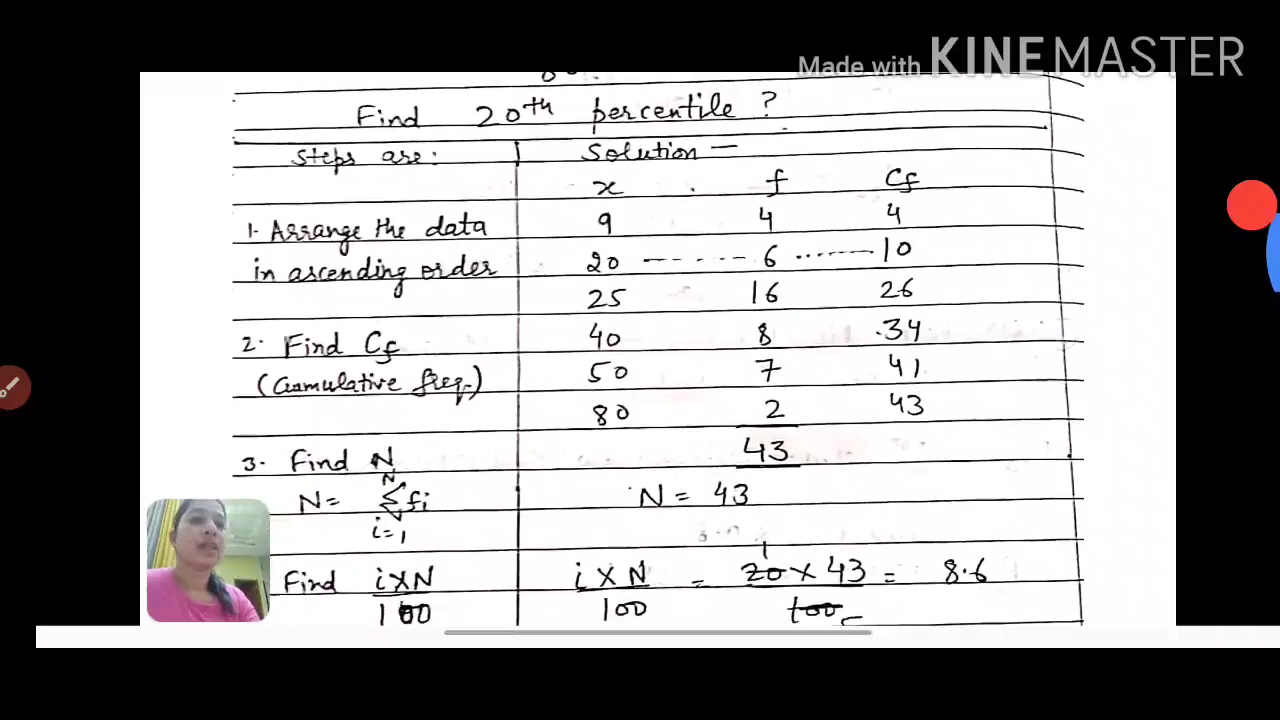 Made with KINEMASTER
Find 20th percentile ?
Steps are: Solution —
x f Cf
1. Arrange the data 9 4 4
in ascending order 20 ------ 6 ........ 10
25 16 26
2. Find Cf 40 8 34
(Cumulative freq.) 50 7 41
80 2 43
3. Find N 43
N = N Σ i=1 fi N = 43
Find i×N/100 i×N/100 = 20×43/100 = 8.6
1
5